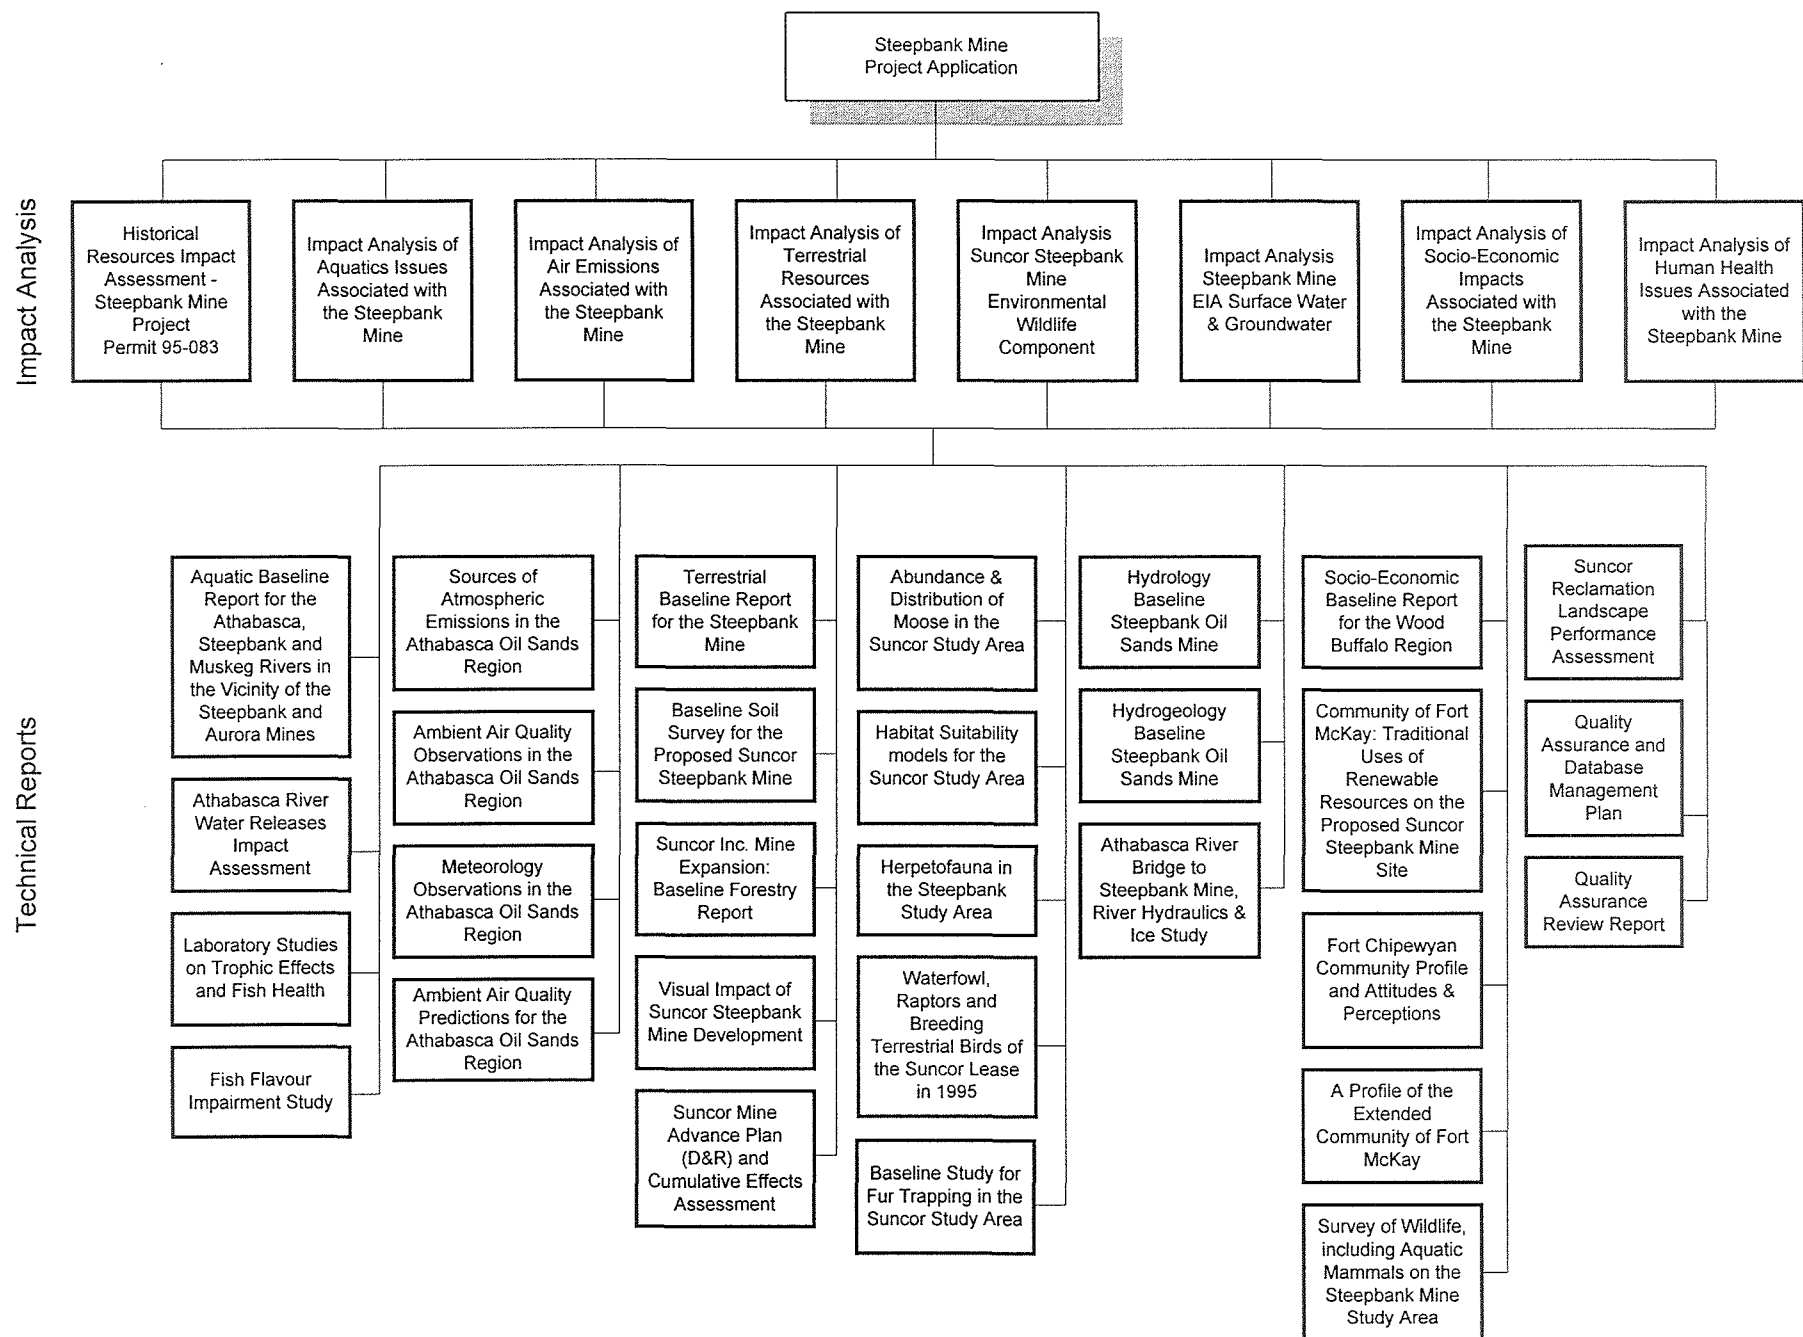 Steepbank Mine
Project Application
Impact Analysis
Historical
Resources Impact
Assessment -
Steepbank Mine
Project
Permit 95-083
Impact Analysis of
Aquatics Issues
Associated with
the Steepbank
Mine
Impact Analysis of
Air Emissions
Associated with
the Steepbank
Mine
Impact Analysis of
Terrestrial
Resources
Associated with
the Steepbank
Mine
Impact Analysis
Suncor Steepbank
Mine
Environmental
Wildlife
Component
Impact Analysis
Steepbank Mine
EIA Surface Water
& Groundwater
Impact Analysis of
Socio-Economic
Impacts
Associated with
the Steepbank
Mine
Impact Analysis of
Human Health
Issues Associated
with the
Steepbank Mine
Technical Reports
Aquatic Baseline
Report for the
Athabasca,
Steepbank and
Muskeg Rivers in
the Vicinity of the
Steepbank and
Aurora Mines
Athabasca River
Water Releases
Impact
Assessment
Laboratory Studies
on Trophic Effects
and Fish Health
Fish Flavour
Impairment Study
Sources of
Atmospheric
Emissions in the
Athabasca Oil Sands
Region
Ambient Air Quality
Observations in the
Athabasca Oil Sands
Region
Meteorology
Observations in the
Athabasca Oil Sands
Region
Ambient Air Quality
Predictions for the
Athabasca Oil Sands
Region
Terrestrial
Baseline Report
for the Steepbank
Mine
Baseline Soil
Survey for the
Proposed Suncor
Steepbank Mine
Suncor Inc. Mine
Expansion:
Baseline Forestry
Report
Visual Impact of
Suncor Steepbank
Mine Development
Suncor Mine
Advance Plan
(D&R) and
Cumulative Effects
Assessment
Abundance &
Distribution of
Moose in the
Suncor Study Area
Habitat Suitability
models for the
Suncor Study Area
Herpetofauna in
the Steepbank
Study Area
Waterfowl,
Raptors and
Breeding
Terrestrial Birds of
the Suncor Lease
in 1995
Baseline Study for
Fur Trapping in the
Suncor Study Area
Hydrology
Baseline
Steepbank Oil
Sands Mine
Hydrogeology
Baseline
Steepbank Oil
Sands Mine
Athabasca River
Bridge to
Steepbank Mine,
River Hydraulics &
Ice Study
Socio-Economic
Baseline Report
for the Wood
Buffalo Region
Community of Fort
McKay: Traditional
Uses of
Renewable
Resources on the
Proposed Suncor
Steepbank Mine
Site
Fort Chipewyan
Community Profile
and Attitudes &
Perceptions
A Profile of the
Extended
Community of Fort
McKay
Survey of Wildlife,
including Aquatic
Mammals on the
Steepbank Mine
Study Area
Suncor
Reclamation
Landscape
Performance
Assessment
Quality
Assurance and
Database
Management
Plan
Quality
Assurance
Review Report